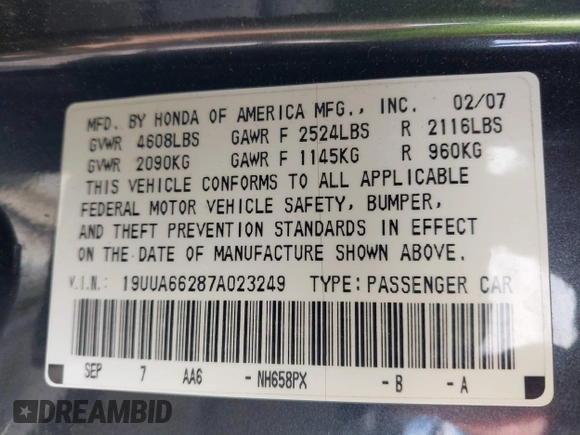 MFD. BY HONDA OF AMERICA MFG., INC. 02/07
GVWR 4608LBS GAWR F 2524LBS R 2116LBS
GVWR 2090KG GAWR F 1145KG R 960KG
THIS VEHICLE CONFORMS TO ALL APPLICABLE
FEDERAL MOTOR VEHICLE SAFETY, BUMPER,
AND THEFT PREVENTION STANDARDS IN EFFECT
ON THE DATE OF MANUFACTURE SHOWN ABOVE.
V.I.N.: 19UUA66287A023249 TYPE: PASSENGER CAR
SEP 7 AA6 - NH658PX - B - A
DREAMBID